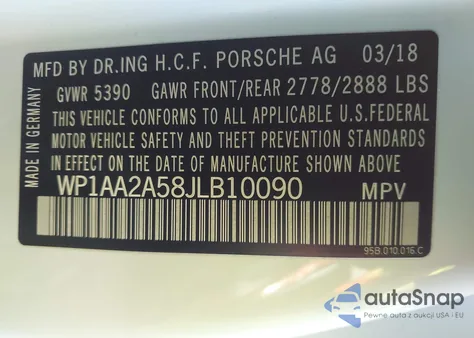 MFD BY DR.ING H.C.F. PORSCHE AG 03/18
GVWR 5390 GAWR FRONT/REAR 2778/2888 LBS
THIS VEHICLE CONFORMS TO ALL APPLICABLE U.S.FEDERAL
MOTOR VEHICLE SAFETY AND THEFT PREVENTION STANDARDS
IN EFFECT ON THE DATE OF MANUFACTURE SHOWN ABOVE
WP1AA2A58JLB10090 MPV
95B.010.016.C
MADE IN GERMANY
autaSnap
Pewne auta z aukcji USA i EU